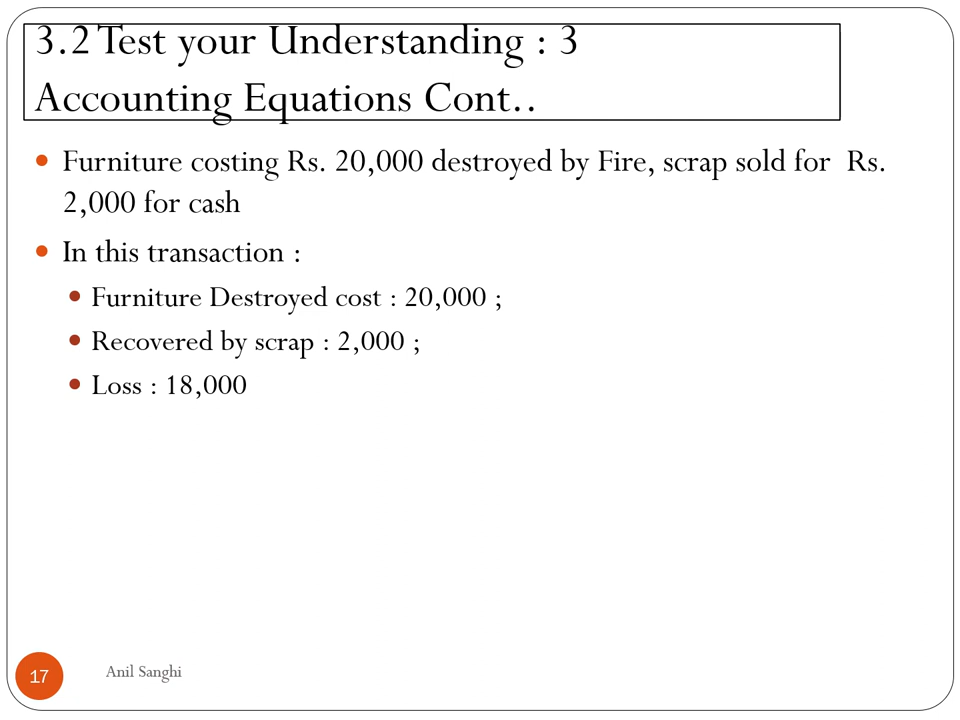 3.2 Test your Understanding : 3
Accounting Equations Cont..
Furniture costing Rs. 20,000 destroyed by Fire, scrap sold for Rs.
2,000 for cash
In this transaction :
Furniture Destroyed cost : 20,000 ;
Recovered by scrap : 2,000 ;
Loss : 18,000
17
Anil Sanghi